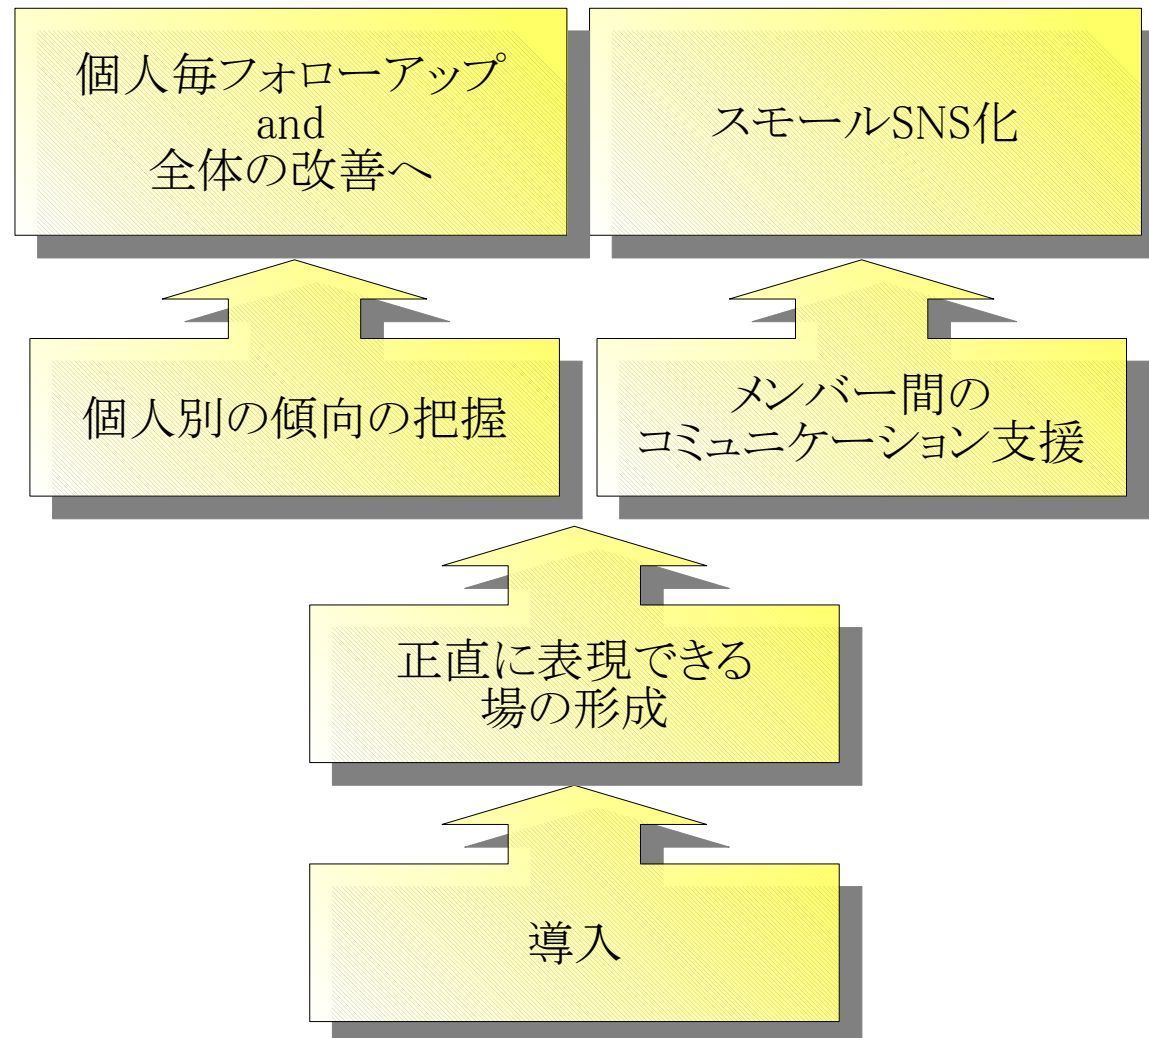 個人毎フォローアップ
and
全体の改善へ
スモールSNS化
個人別の傾向の把握
メンバー間の
コミュニケーション支援
正直に表現できる
場の形成
導入